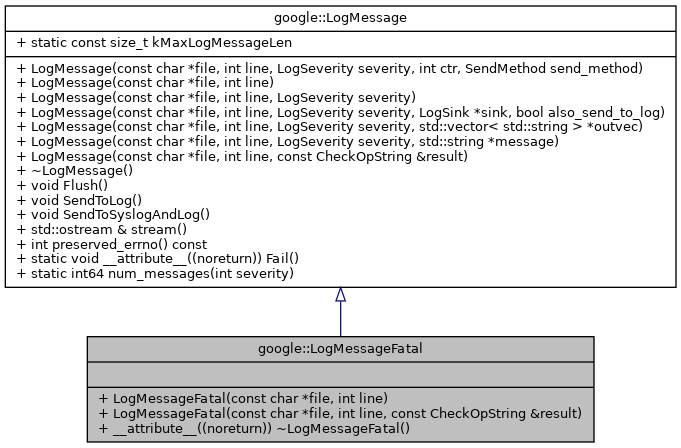 google::LogMessage
+ static const size_t kMaxLogMessageLen
+ LogMessage(const char *file, int line, LogSeverity severity, int ctr, SendMethod send_method)
+ LogMessage(const char *file, int line)
+ LogMessage(const char *file, int line, LogSeverity severity)
+ LogMessage(const char *file, int line, LogSeverity severity, LogSink *sink, bool also_send_to_log)
+ LogMessage(const char *file, int line, LogSeverity severity, std::vector< std::string > *outvec)
+ LogMessage(const char *file, int line, LogSeverity severity, std::string *message)
+ LogMessage(const char *file, int line, const CheckOpString &result)
+ ~LogMessage()
+ void Flush()
+ void SendToLog()
+ void SendToSyslogAndLog()
+ std::ostream & stream()
+ int preserved_errno() const
+ static void __attribute__((noreturn)) Fail()
+ static int64 num_messages(int severity)
google::LogMessageFatal
+ LogMessageFatal(const char *file, int line)
+ LogMessageFatal(const char *file, int line, const CheckOpString &result)
+ __attribute__((noreturn)) ~LogMessageFatal()